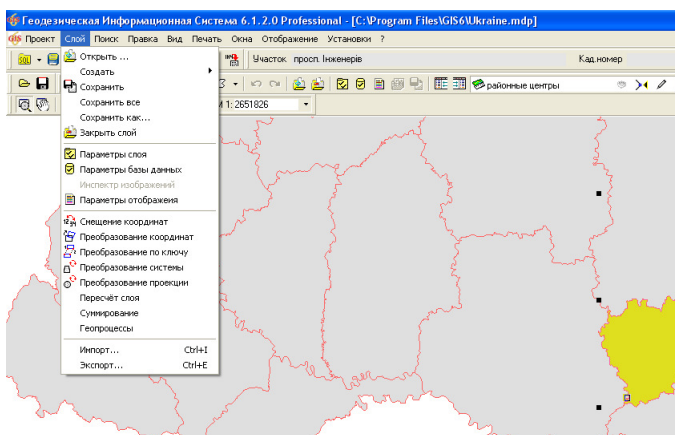 Геодезическая Информационная Система 6.1.2.0 Professional - [C:\Program Files\GIS6\Ukraine.mdp]
GIS Проект Слой Поиск Правка Вид Печать Окна Отображение Установки ?
SQL Участок просп. Інженерів Кад.номер
районные центры
М 1: 2651826
Открыть ...
Создать
Сохранить
Сохранить все
Сохранить как...
Закрыть слой
Параметры слоя
Параметры базы данных
Инспектр изображений
Параметры отображеия
Смещение координат
Преобразование координат
Преобразование по ключу
Преобразование системы
Преобразование проекции
Пересчёт слоя
Суммирование
Геопроцессы
Импорт... Ctrl+I
Экспорт... Ctrl+E